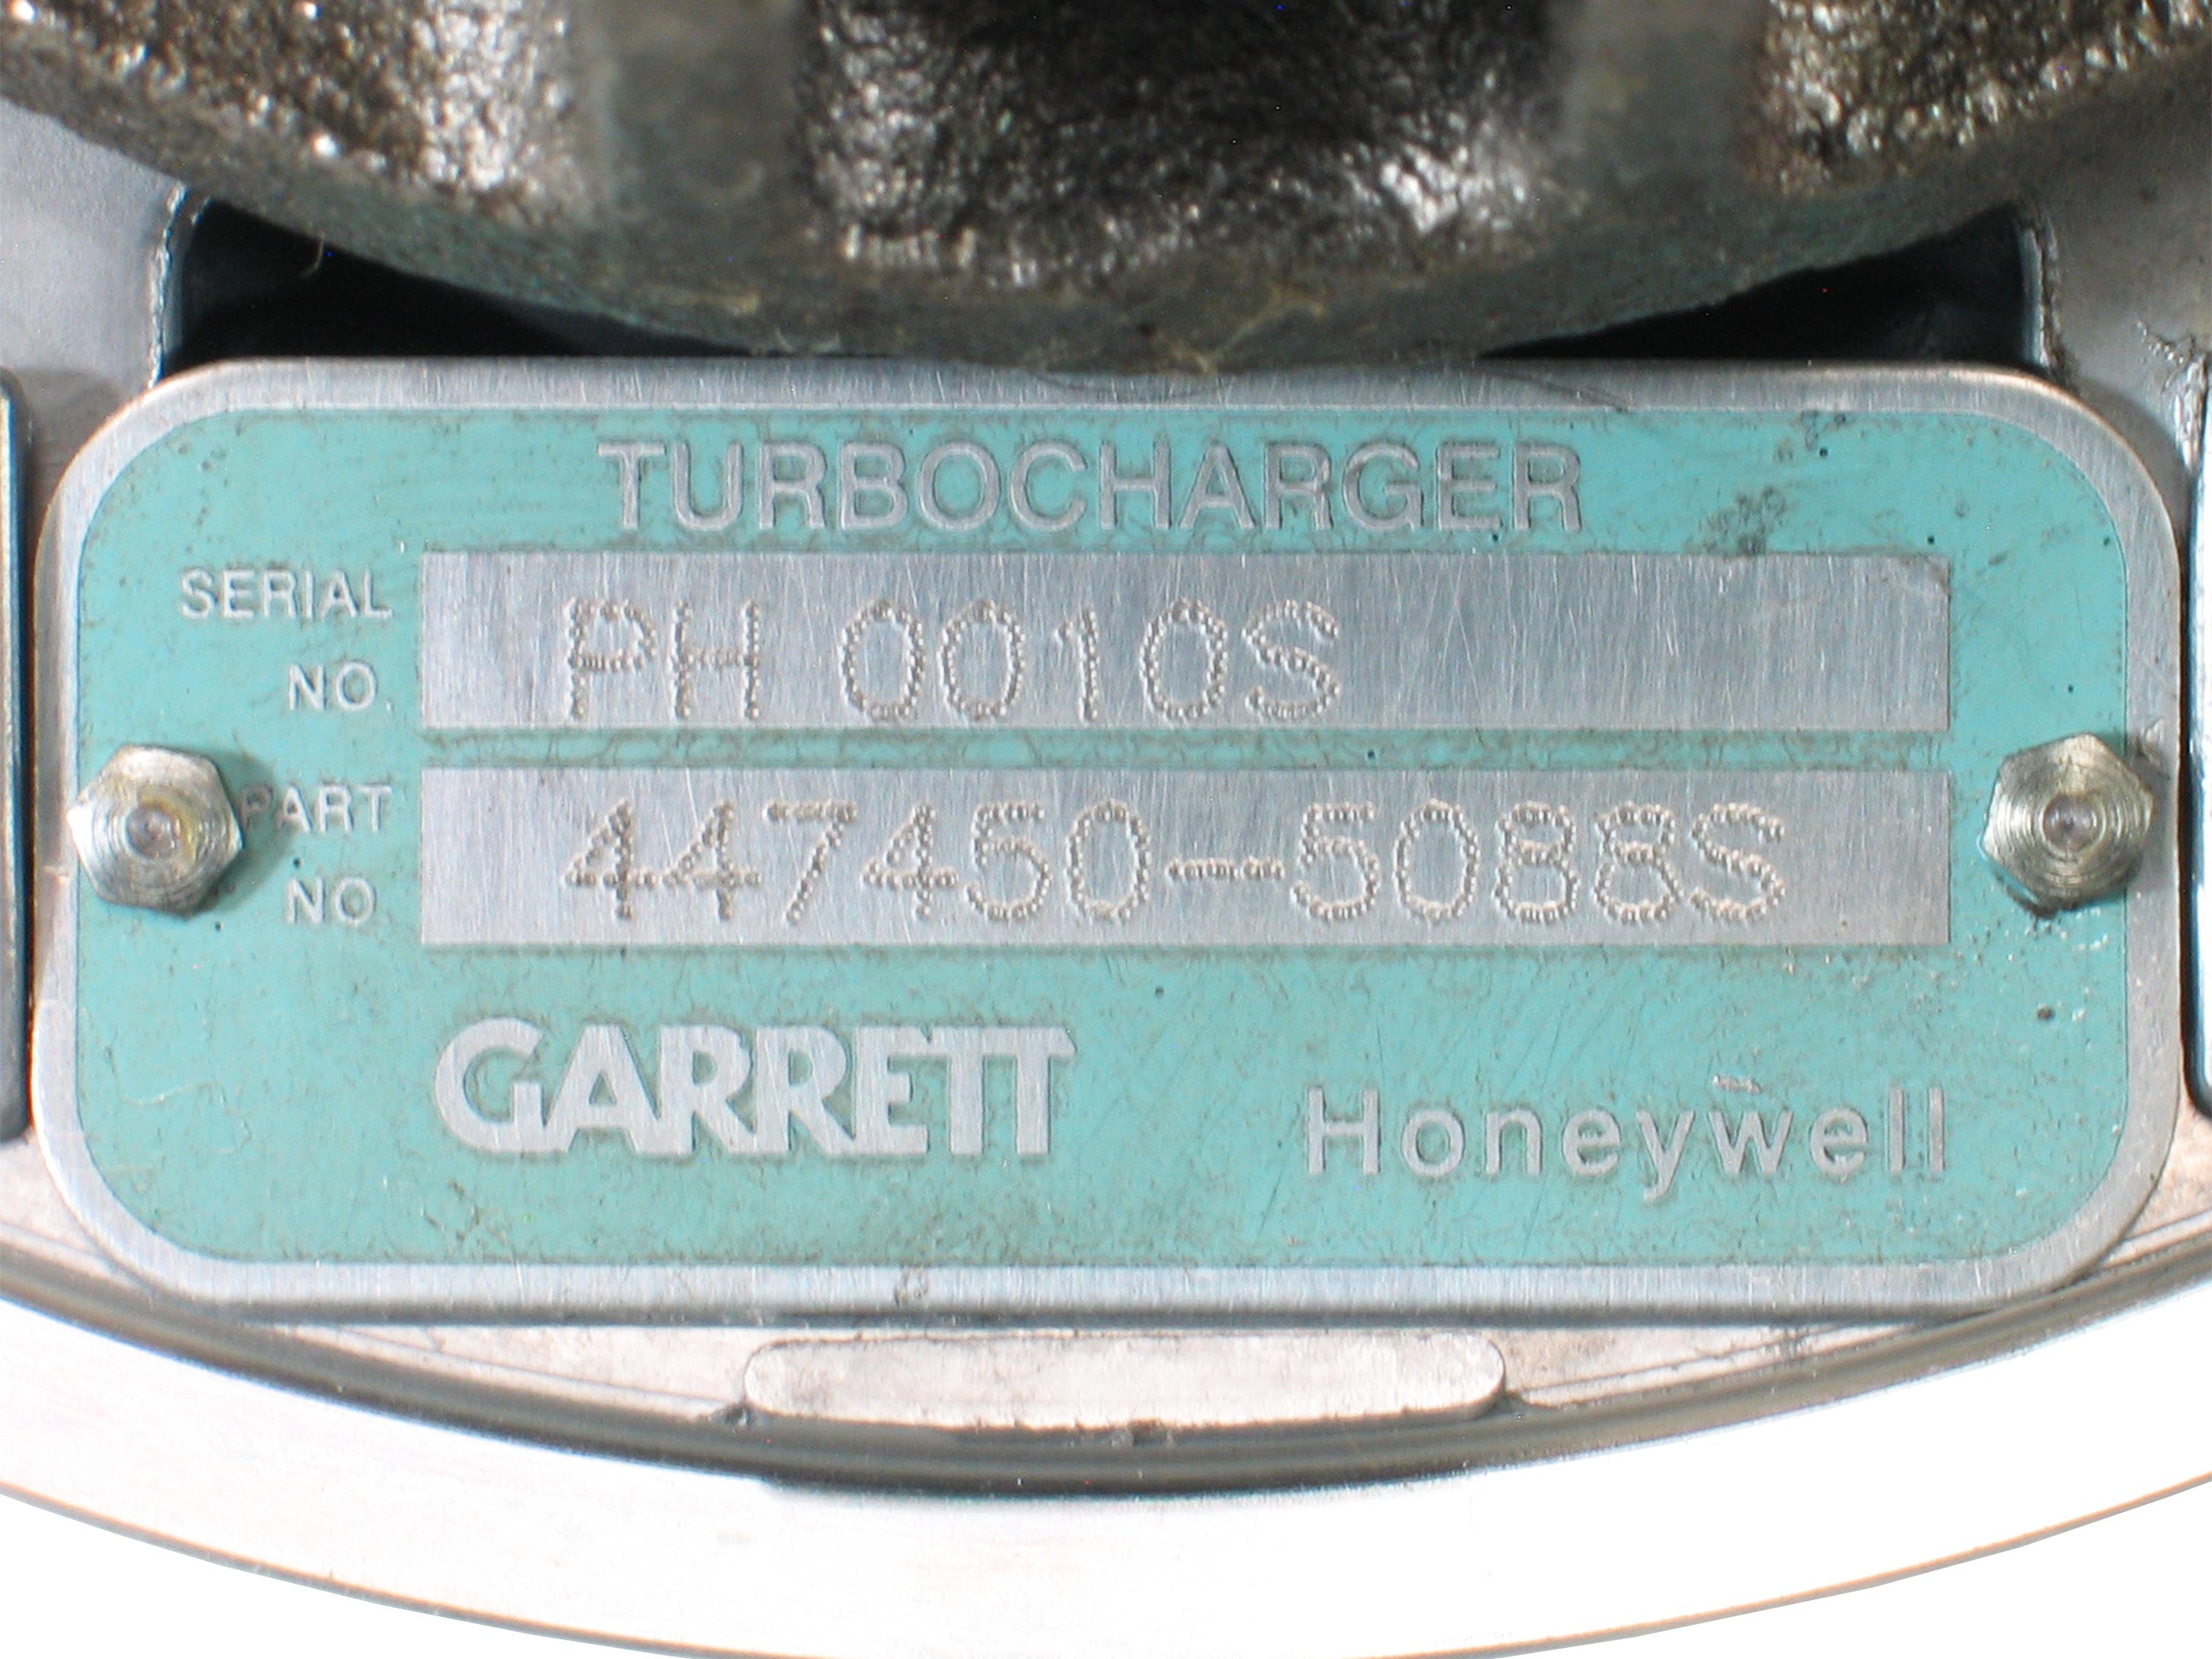 TURBOCHARGER
SERIAL
NO. PH 0010S
PART
NO 447450-5088S
GARRETT
Honeywell